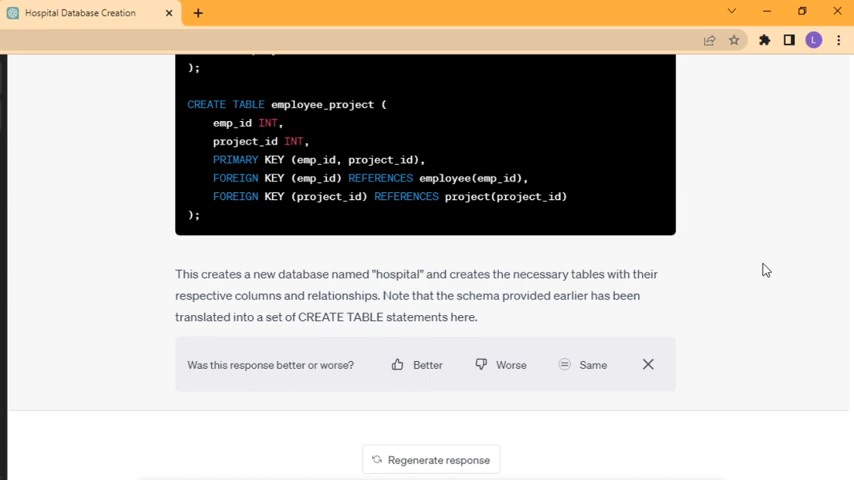 Hospital Database Creation
L
);
CREATE TABLE employee_project (
emp_id INT,
project_id INT,
PRIMARY KEY (emp_id, project_id),
FOREIGN KEY (emp_id) REFERENCES employee(emp_id),
FOREIGN KEY (project_id) REFERENCES project(project_id)
);
This creates a new database named "hospital" and creates the necessary tables with their
respective columns and relationships. Note that the schema provided earlier has been
translated into a set of CREATE TABLE statements here.
Was this response better or worse? Better Worse Same
Regenerate response